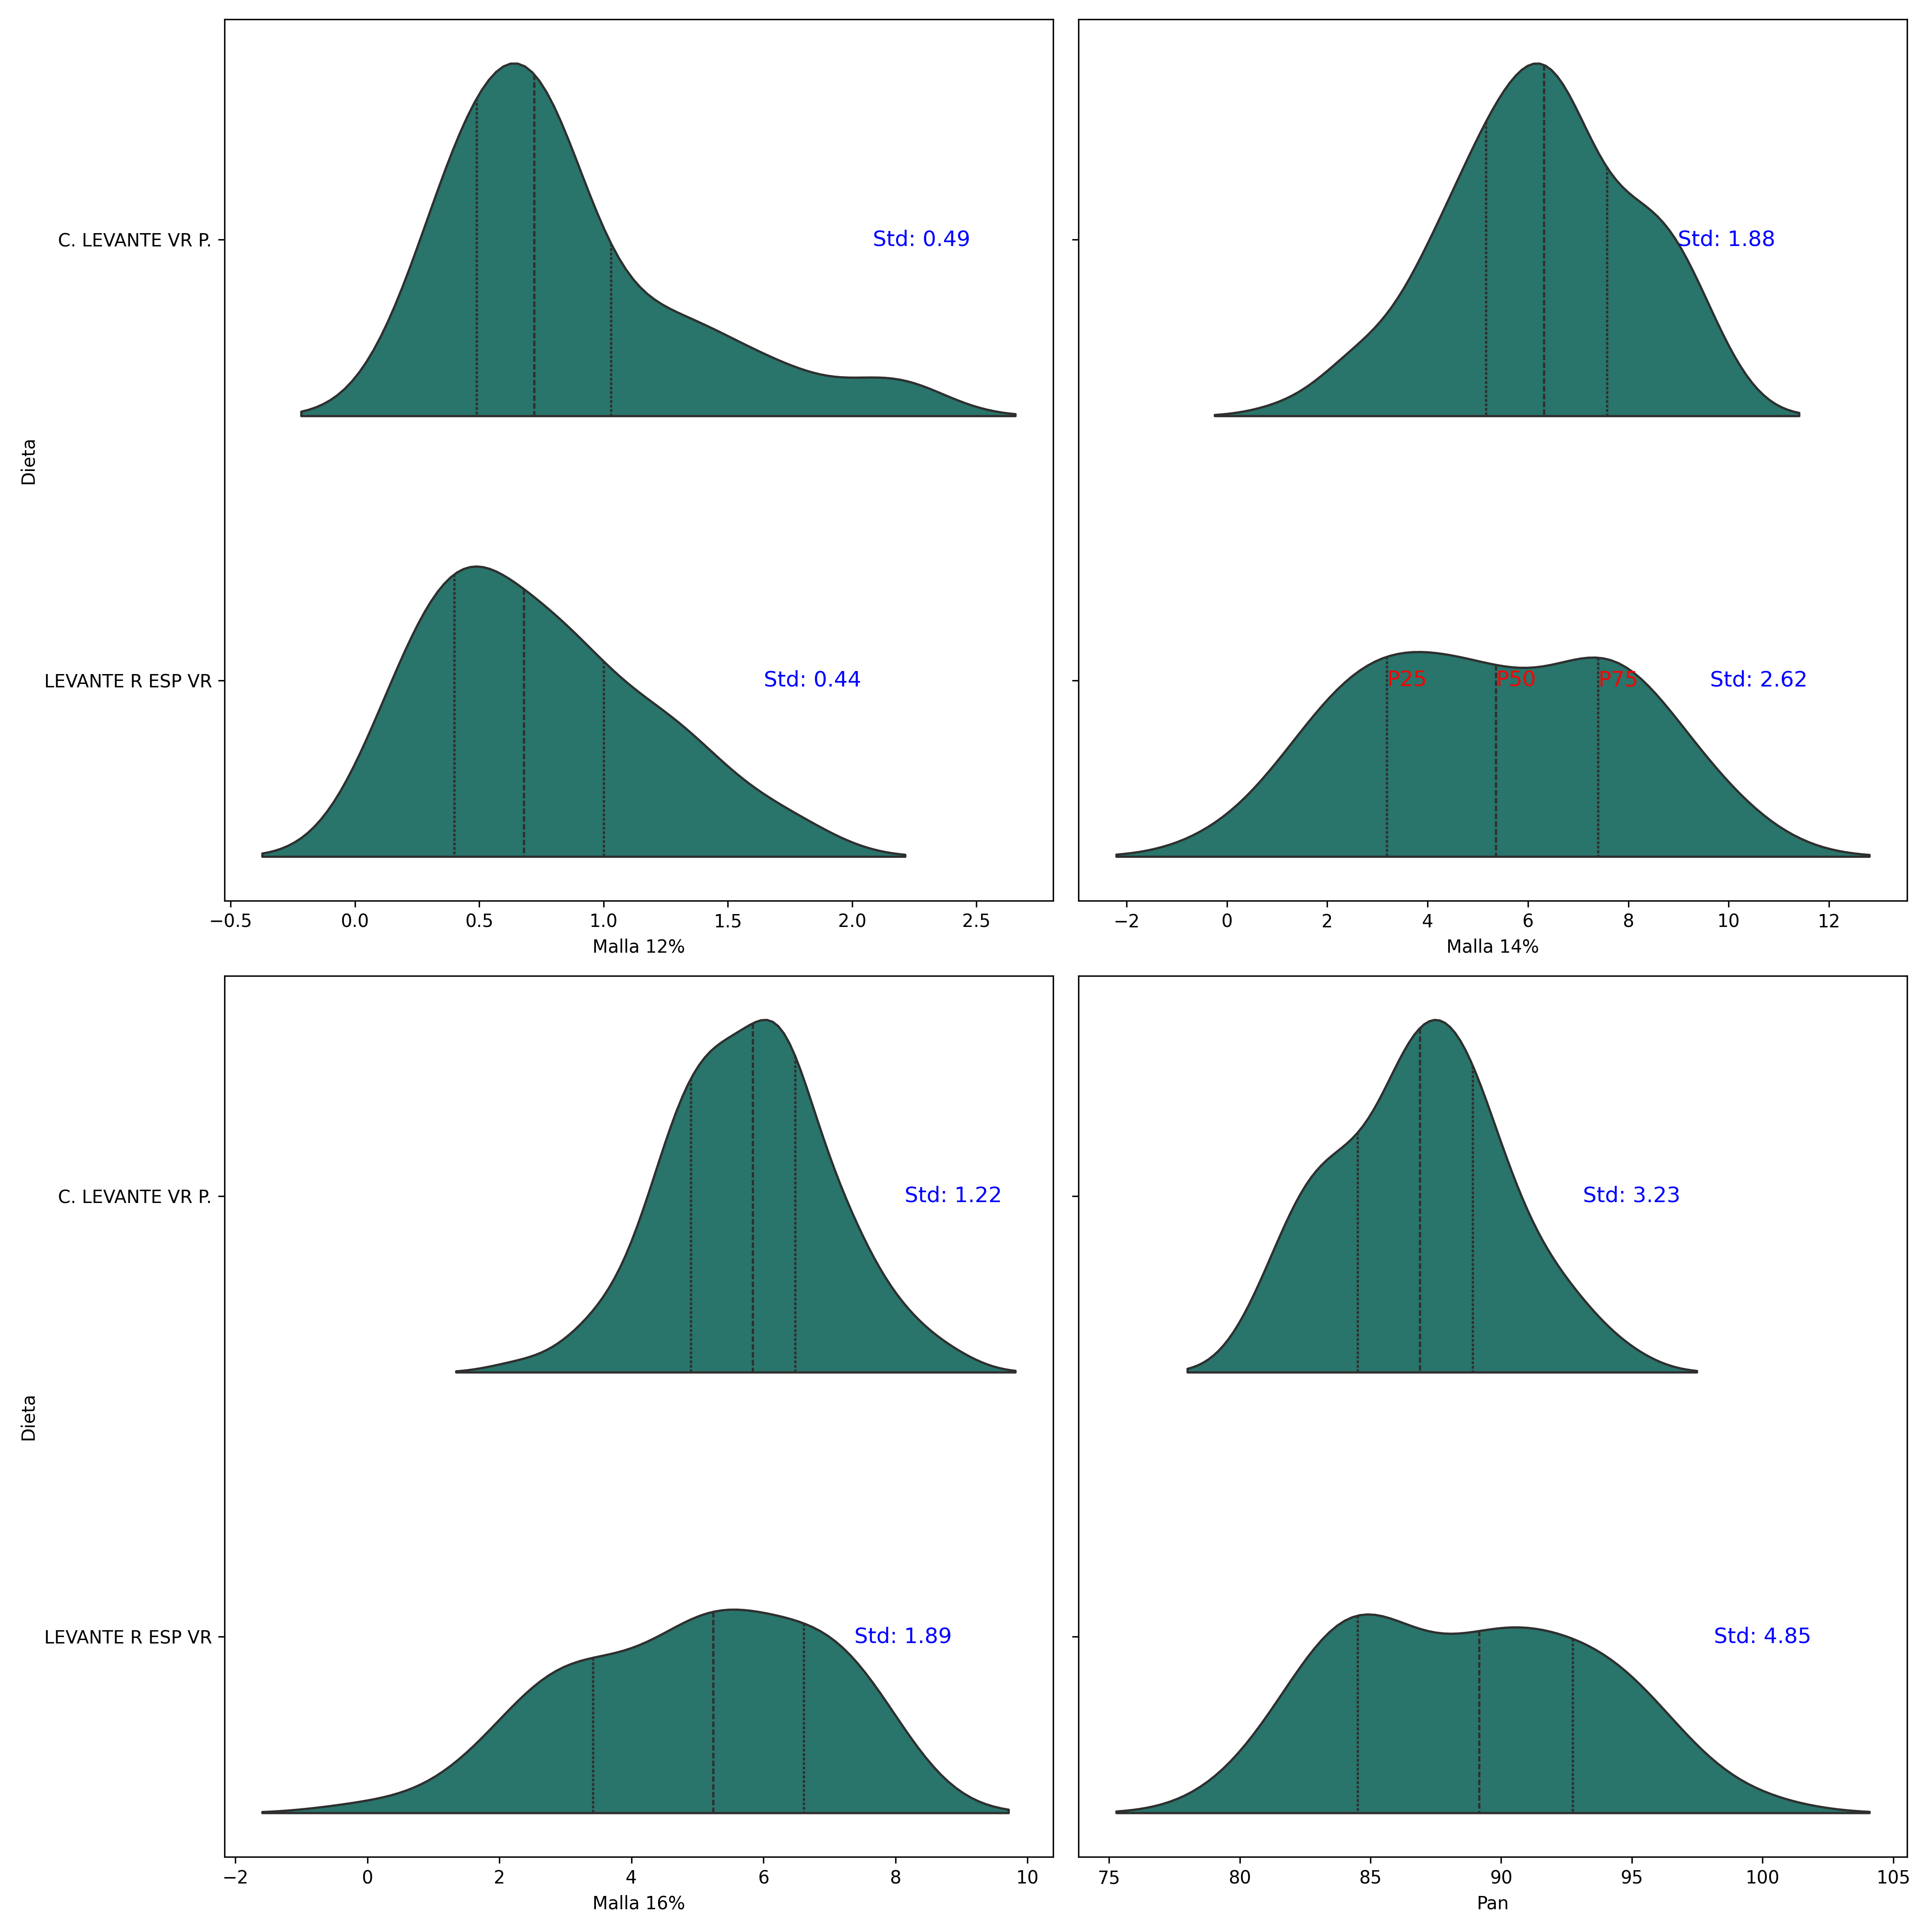 C. LEVANTE VR P.
Std: 0.49
Std: 1.88
Dieta
LEVANTE R ESP VR
Std: 0.44
P25
P50
P75
Std: 2.62
−0.5 0.0 0.5 1.0 1.5 2.0 2.5
Malla 12%
−2 0 2 4 6 8 10 12
Malla 14%
C. LEVANTE VR P.
Std: 1.22
Std: 3.23
Dieta
LEVANTE R ESP VR
Std: 1.89
Std: 4.85
−2 0 2 4 6 8 10
Malla 16%
75 80 85 90 95 100 105
Pan